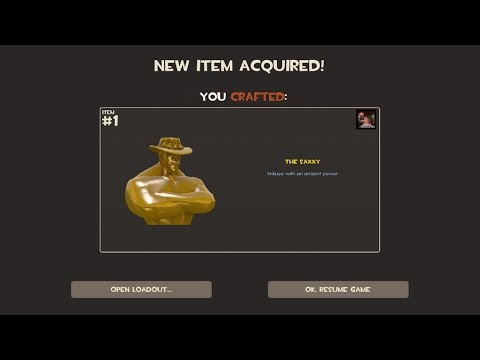 NEW ITEM ACQUIRED!
YOU CRAFTED:
ITEM
#1
THE SAXXY
Imbued with an ancient power
OPEN LOADOUT...
OK, RESUME GAME